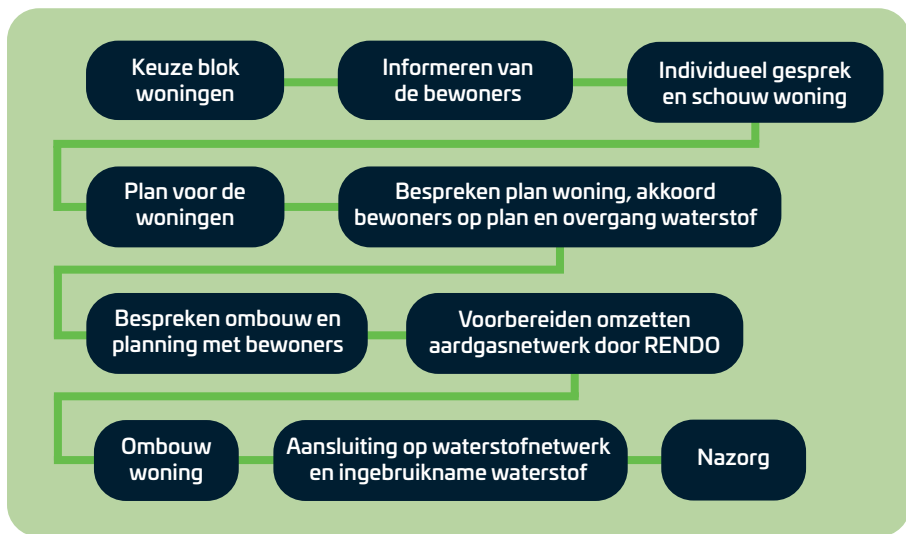 Keuze blok
woningen
Informeren van
de bewoners
Individueel gesprek
en schouw woning
Plan voor de
woningen
Bespreken plan woning, akkoord
bewoners op plan en overgang waterstof
Bespreken ombouw en
planning met bewoners
Voorbereiden omzetten
aardgasnetwerk door RENDO
Ombouw
woning
Aansluiting op waterstofnetwerk
en ingebruikname waterstof
Nazorg